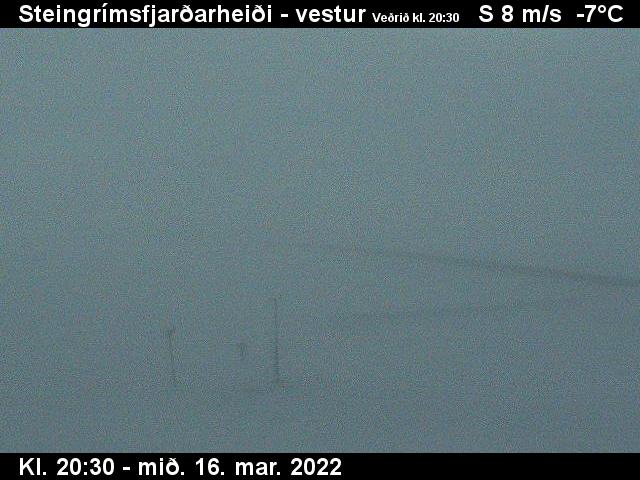 Steingrímsfjarðarheiði - vestur Veðrið kl. 20:30 S 8 m/s -7°C
Kl. 20:30 - mið. 16. mar. 2022